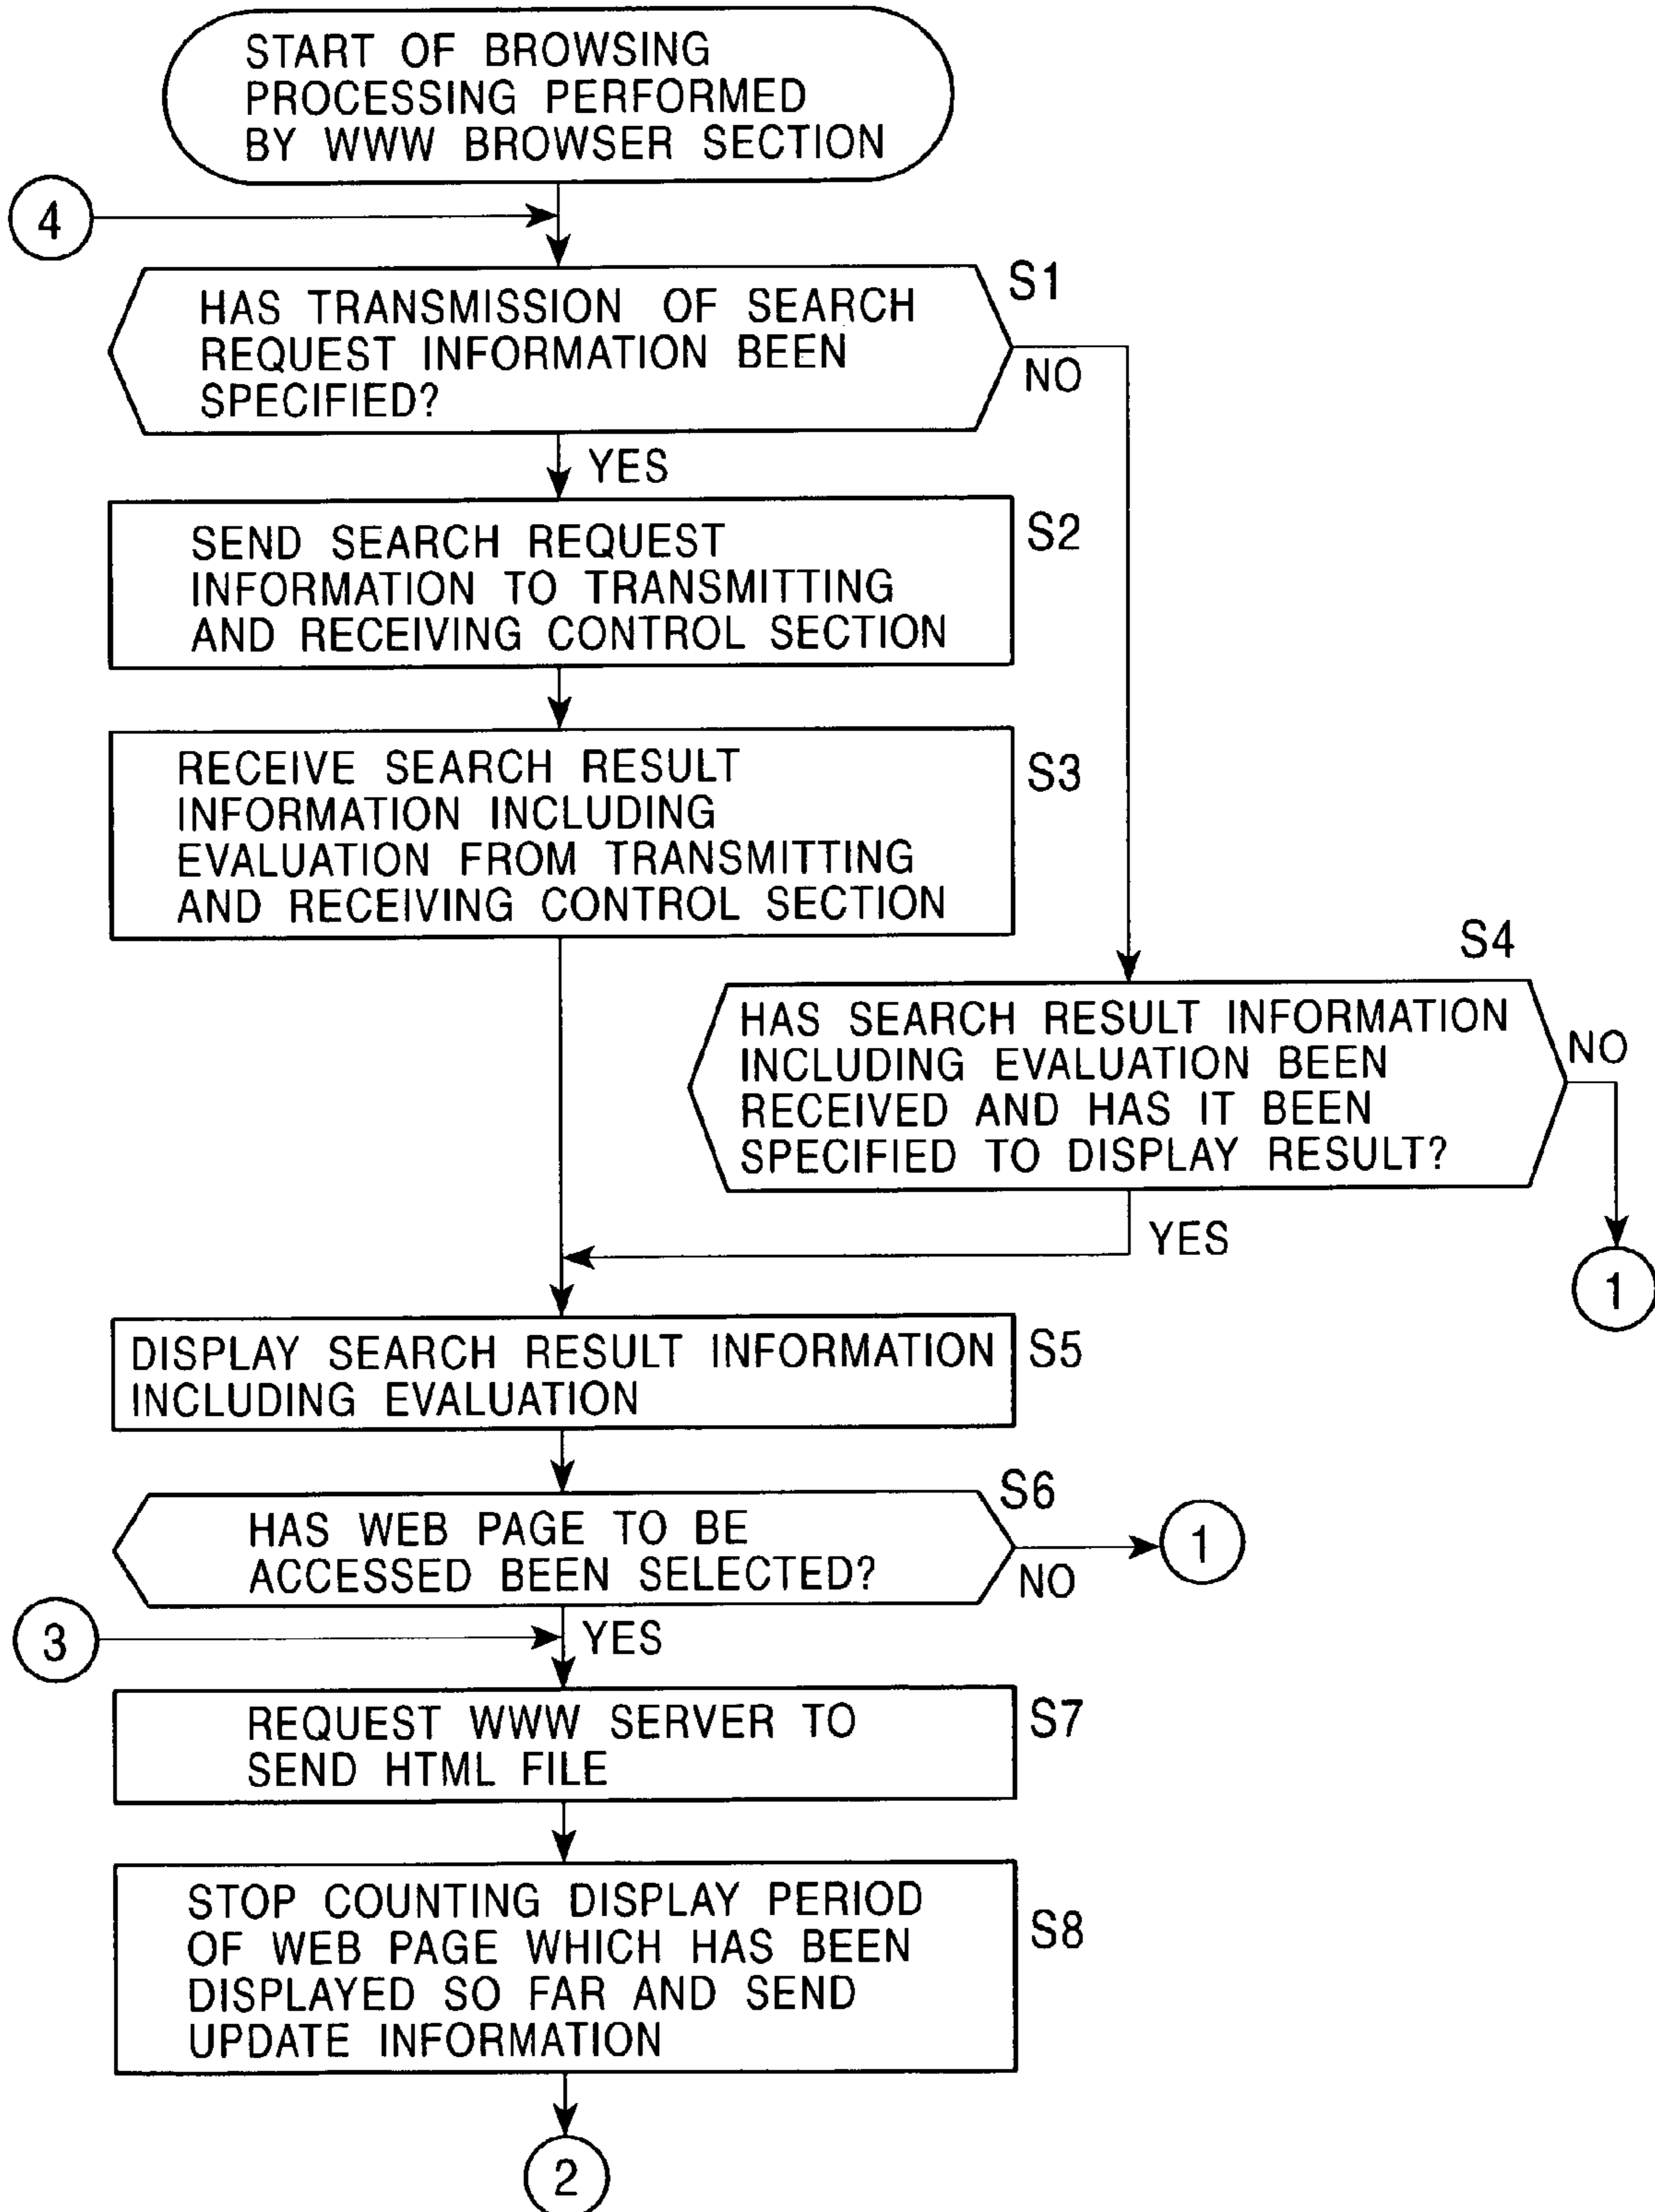 START OF BROWSING
PROCESSING PERFORMED
BY WWW BROWSER SECTION
4
HAS TRANSMISSION OF SEARCH
REQUEST INFORMATION BEEN
SPECIFIED?
S1
NO
YES
SEND SEARCH REQUEST
INFORMATION TO TRANSMITTING
AND RECEIVING CONTROL SECTION
S2
RECEIVE SEARCH RESULT
INFORMATION INCLUDING
EVALUATION FROM TRANSMITTING
AND RECEIVING CONTROL SECTION
S3
S4
HAS SEARCH RESULT INFORMATION
INCLUDING EVALUATION BEEN
RECEIVED AND HAS IT BEEN
SPECIFIED TO DISPLAY RESULT?
NO
YES
1
DISPLAY SEARCH RESULT INFORMATION
INCLUDING EVALUATION
S5
HAS WEB PAGE TO BE
ACCESSED BEEN SELECTED?
S6
NO
1
3
YES
REQUEST WWW SERVER TO
SEND HTML FILE
S7
STOP COUNTING DISPLAY PERIOD
OF WEB PAGE WHICH HAS BEEN
DISPLAYED SO FAR AND SEND
UPDATE INFORMATION
S8
2